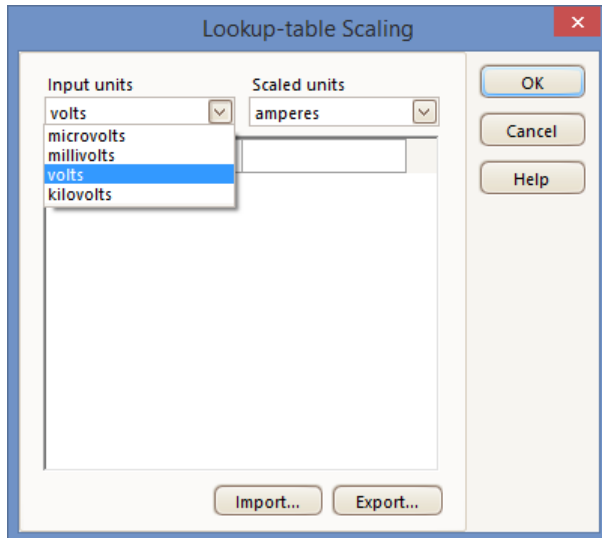 Lookup-table Scaling
Input units
Scaled units
volts
amperes
microvolts
millivolts
volts
kilovolts
Import...
Export...
OK
Cancel
Help